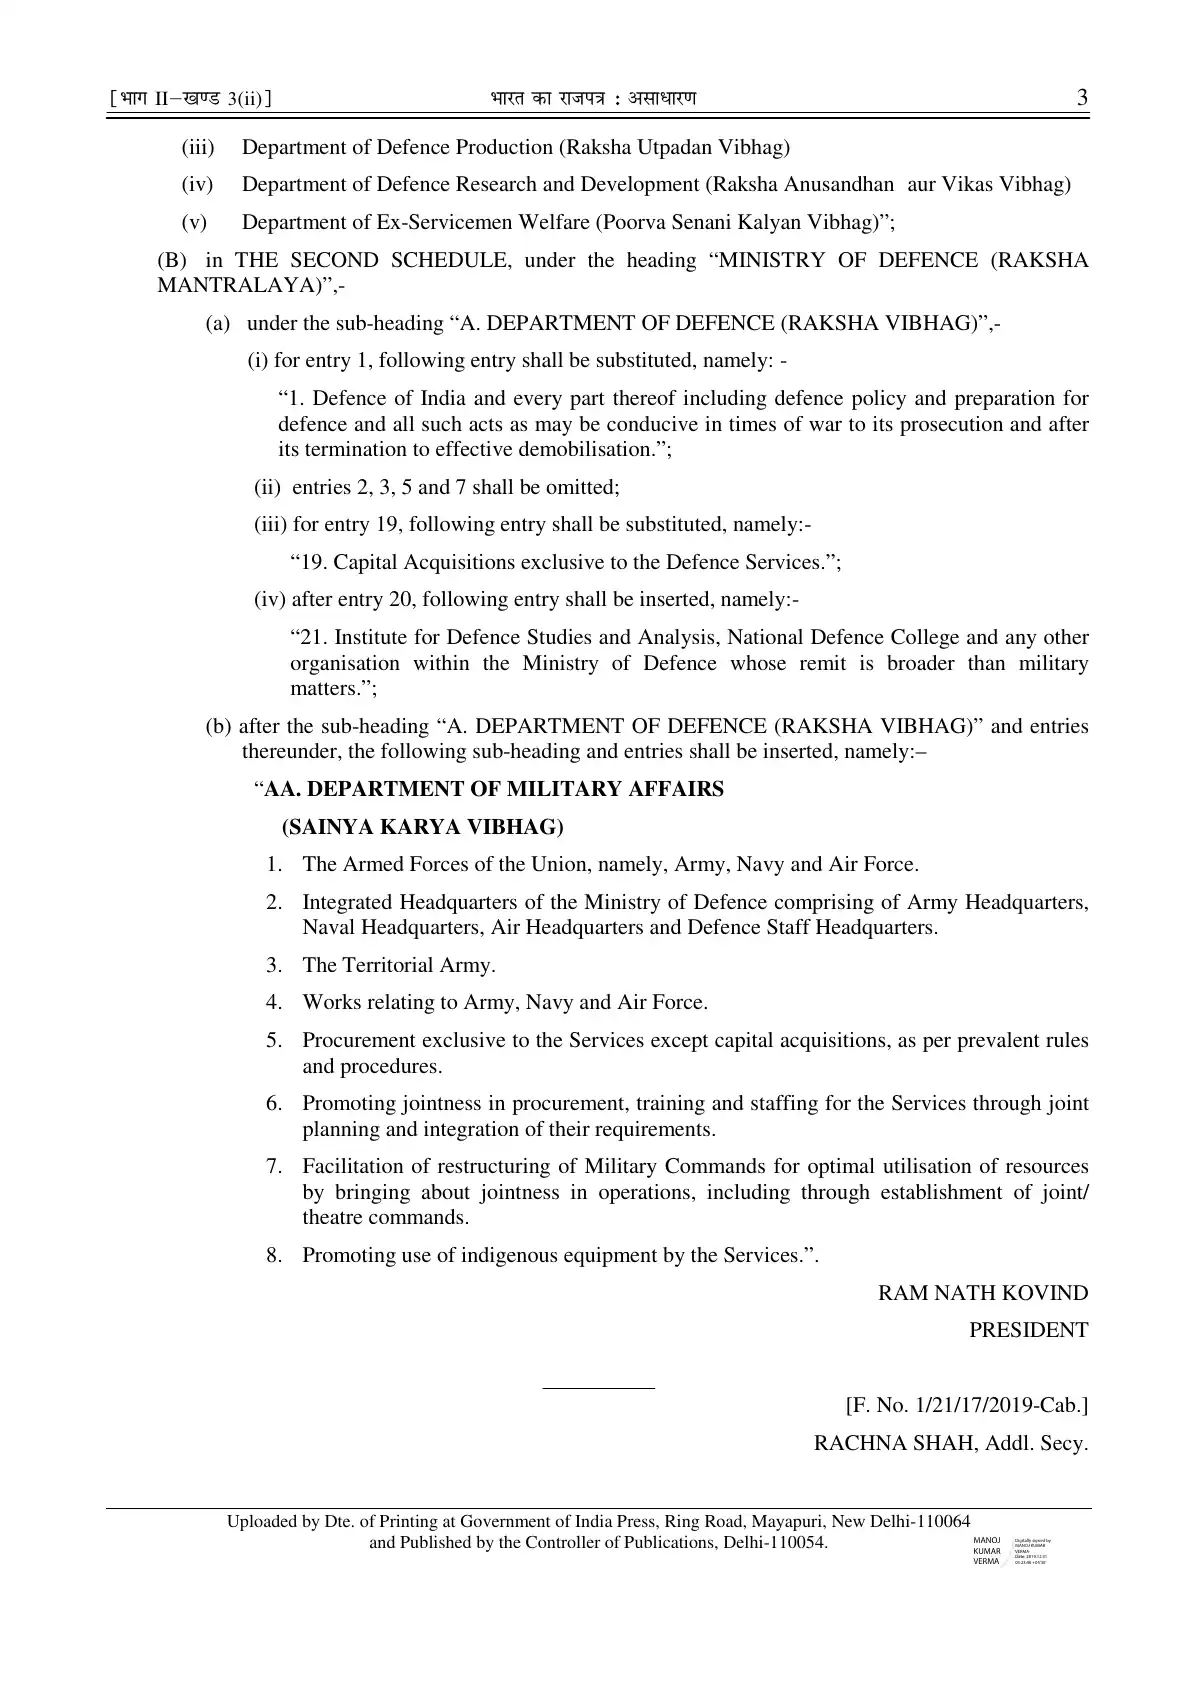 [भाग II—खण्ड 3(ii)]
भारत का राजपत्र : असाधारण
3
(iii) Department of Defence Production (Raksha Utpadan Vibhag)
(iv) Department of Defence Research and Development (Raksha Anusandhan aur Vikas Vibhag)
(v) Department of Ex-Servicemen Welfare (Poorva Senani Kalyan Vibhag)”;
(B) in THE SECOND SCHEDULE, under the heading “MINISTRY OF DEFENCE (RAKSHA
MANTRALAYA)”,-
(a) under the sub-heading “A. DEPARTMENT OF DEFENCE (RAKSHA VIBHAG)”,-
(i) for entry 1, following entry shall be substituted, namely: -
“1. Defence of India and every part thereof including defence policy and preparation for
defence and all such acts as may be conducive in times of war to its prosecution and after
its termination to effective demobilisation.”;
(ii) entries 2, 3, 5 and 7 shall be omitted;
(iii) for entry 19, following entry shall be substituted, namely:-
“19. Capital Acquisitions exclusive to the Defence Services.”;
(iv) after entry 20, following entry shall be inserted, namely:-
“21. Institute for Defence Studies and Analysis, National Defence College and any other
organisation within the Ministry of Defence whose remit is broader than military
matters.”;
(b) after the sub-heading “A. DEPARTMENT OF DEFENCE (RAKSHA VIBHAG)” and entries
thereunder, the following sub-heading and entries shall be inserted, namely:–
“AA. DEPARTMENT OF MILITARY AFFAIRS
(SAINYA KARYA VIBHAG)
1. The Armed Forces of the Union, namely, Army, Navy and Air Force.
2. Integrated Headquarters of the Ministry of Defence comprising of Army Headquarters,
Naval Headquarters, Air Headquarters and Defence Staff Headquarters.
3. The Territorial Army.
4. Works relating to Army, Navy and Air Force.
5. Procurement exclusive to the Services except capital acquisitions, as per prevalent rules
and procedures.
6. Promoting jointness in procurement, training and staffing for the Services through joint
planning and integration of their requirements.
7. Facilitation of restructuring of Military Commands for optimal utilisation of resources
by bringing about jointness in operations, including through establishment of joint/
theatre commands.
8. Promoting use of indigenous equipment by the Services.”.
RAM NATH KOVIND
PRESIDENT
[F. No. 1/21/17/2019-Cab.]
RACHNA SHAH, Addl. Secy.
Uploaded by Dte. of Printing at Government of India Press, Ring Road, Mayapuri, New Delhi-110064
and Published by the Controller of Publications, Delhi-110054.
MANOJ
KUMAR
VERMA
Digitally signed by
MANOJ KUMAR
VERMA